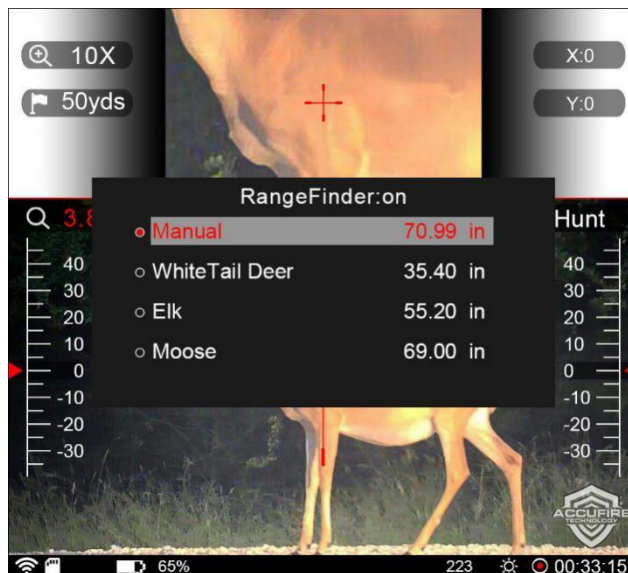 10X
X:0
50yds
Y:0
RangeFinder:on
3.8
Hunt
Manual 70.99 in
WhiteTail Deer 35.40 in
Elk 55.20 in
Moose 69.00 in
40
30
20
10
0
-10
-20
-30
40
30
20
10
0
-10
-20
-30
ACCUFIRE
TECHNOLOGY
65%
223
00:33:15